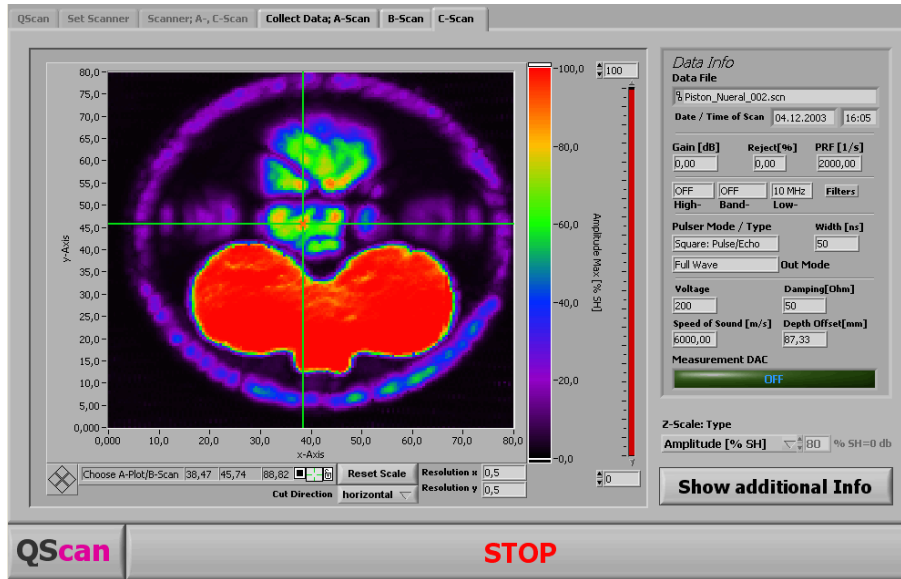 QScan Set Scanner Scanner; A-, C-Scan Collect Data; A-Scan B-Scan C-Scan
80,0
75,0
70,0
65,0
60,0
55,0
50,0
45,0
40,0
35,0
30,0
25,0
20,0
15,0
10,0
5,00
0,000
y-Axis
0,000 10,0 20,0 30,0 40,0 50,0 60,0 70,0 80,0
x-Axis
100,0
80,0
60,0
40,0
20,0
0,0
Amplitude Max [% SH]
100
0
Choose A-Plot/B-Scan 38,47 45,74 88,82
Reset Scale
Resolution x 0,5
Resolution y 0,5
Cut Direction horizontal
Data Info
Data File
Piston_Nueral_002.scn
Date / Time of Scan 04.12.2003 16:05
Gain [dB] Reject[%] PRF [1/s]
0,00 0,00 2000,00
OFF OFF 10 MHz Filters
High- Band- Low-
Pulser Mode / Type Width [ns]
Square: Pulse/Echo 50
Full Wave Out Mode
Voltage Damping[Ohm]
200 50
Speed of Sound [m/s] Depth Offset[mm]
6000,00 87,33
Measurement DAC
OFF
Z-Scale: Type
Amplitude [% SH] 80 % SH=0 db
Show additional Info
QScan STOP